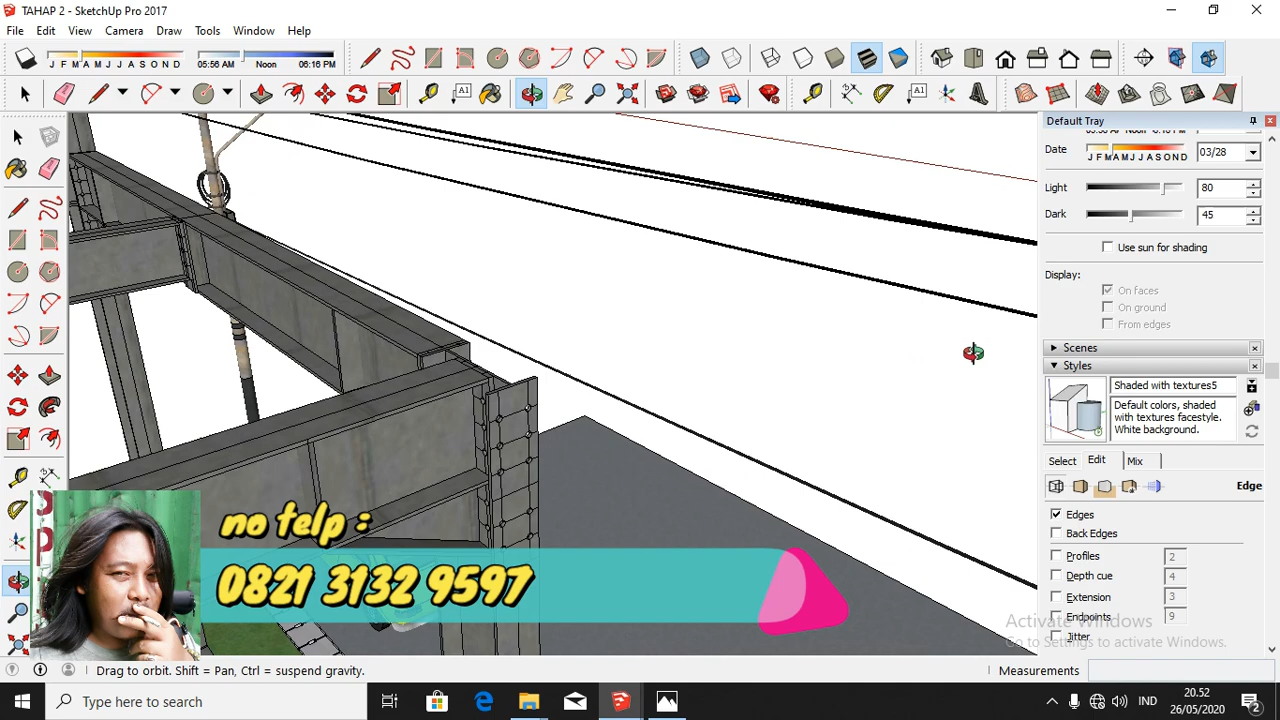 TAHAP 2 - SketchUp Pro 2017
File Edit View Camera Draw Tools Window Help
J F M A M J J A S O N D 05:56 AM Noon 06:16 PM
Default Tray
Date J F M A M J J A S O N D 03/28
Light 80
Dark 45
Use sun for shading
Display:
On faces
On ground
From edges
Scenes
Styles
Shaded with textures5
Default colors, shaded
with textures facestyle.
White background.
Select Edit Mix
Edge
Edges
Back Edges
Profiles 2
Depth cue 4
Extension 3
Endpoints 9
Jitter
no telp :
0821 3132 9597
Activate Windows
Go to Settings to activate Windows.
Drag to orbit. Shift = Pan, Ctrl = suspend gravity.
Measurements
Type here to search
IND
20.52
26/05/2020
2